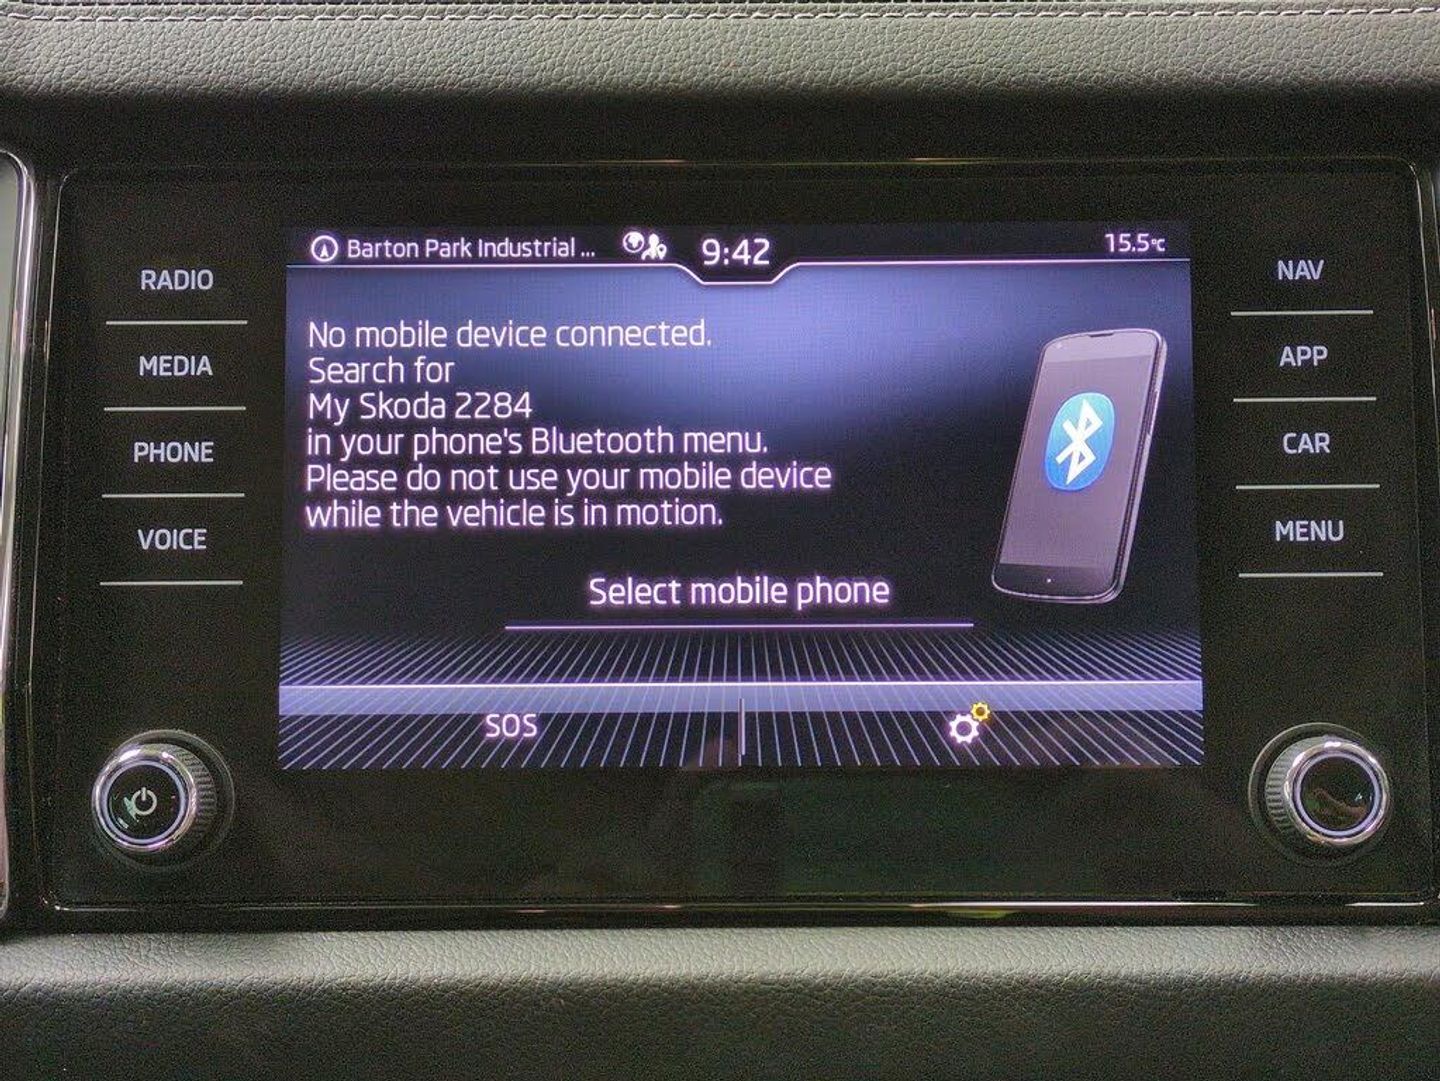 Barton Park Industrial ...
9:42
15.5°C
RADIO
MEDIA
PHONE
VOICE
No mobile device connected.
Search for
My Skoda 2284
in your phone's Bluetooth menu.
Please do not use your mobile device
while the vehicle is in motion.
Select mobile phone
SOS
NAV
APP
CAR
MENU